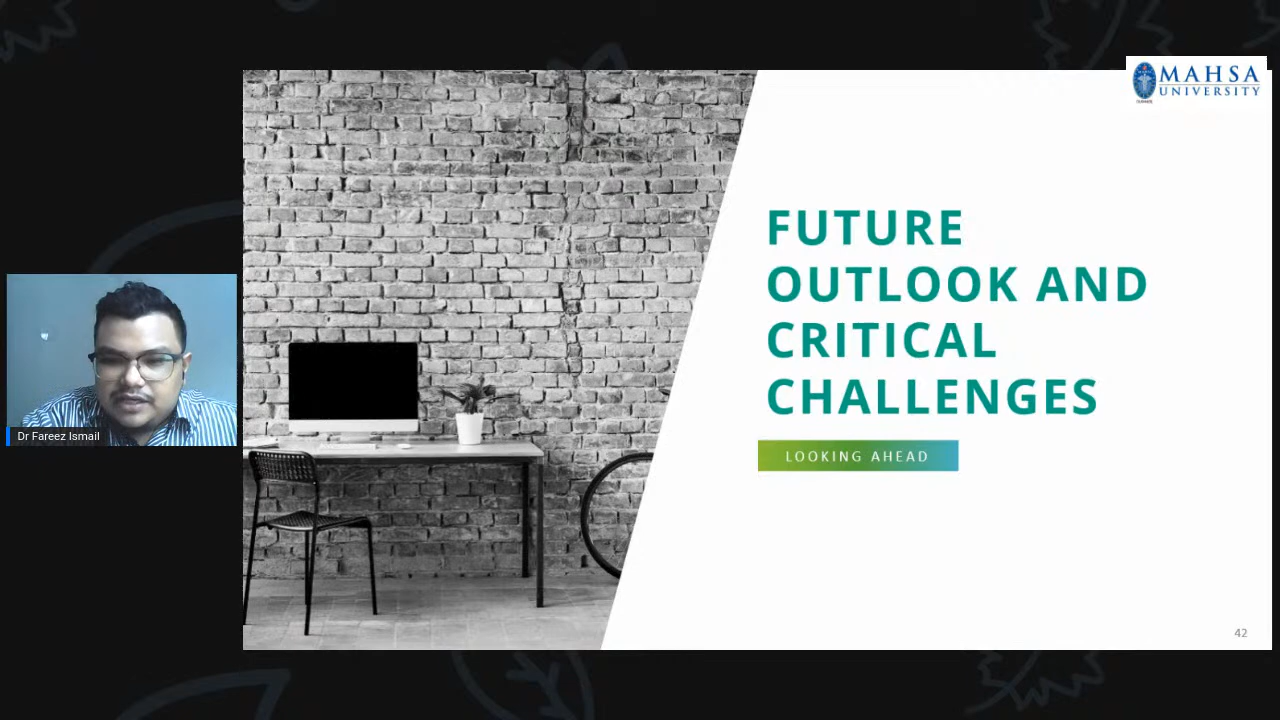 MAHSA
UNIVERSITY
FUTURE
OUTLOOK AND
CRITICAL
CHALLENGES
LOOKING AHEAD
Dr Fareez Ismail
42